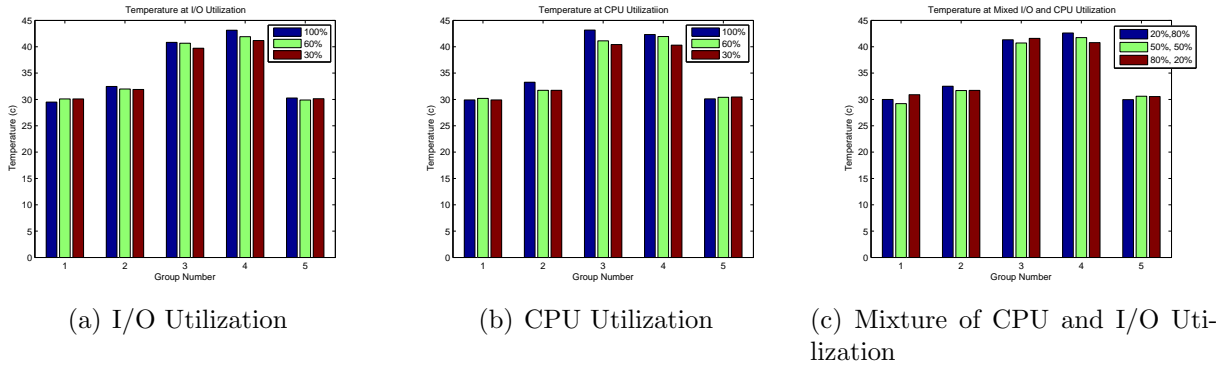 Temperature at I/O Utilization
45
40
35
30
25
20
15
10
5
0
Temperature (c)
1 2 3 4 5
Group Number
100%
60%
30%
(a) I/O Utilization
Temperature at CPU Utilizatiion
45
40
35
30
25
20
15
10
5
0
Temperature (c)
1 2 3 4 5
Group Number
100%
60%
30%
(b) CPU Utilization
Temperature at Mixed I/O and CPU Utilization
45
40
35
30
25
20
15
10
5
0
Temperature (c)
1 2 3 4 5
Group Number
20%,80%
50%, 50%
80%, 20%
(c) Mixture of CPU and I/O Uti-
lization